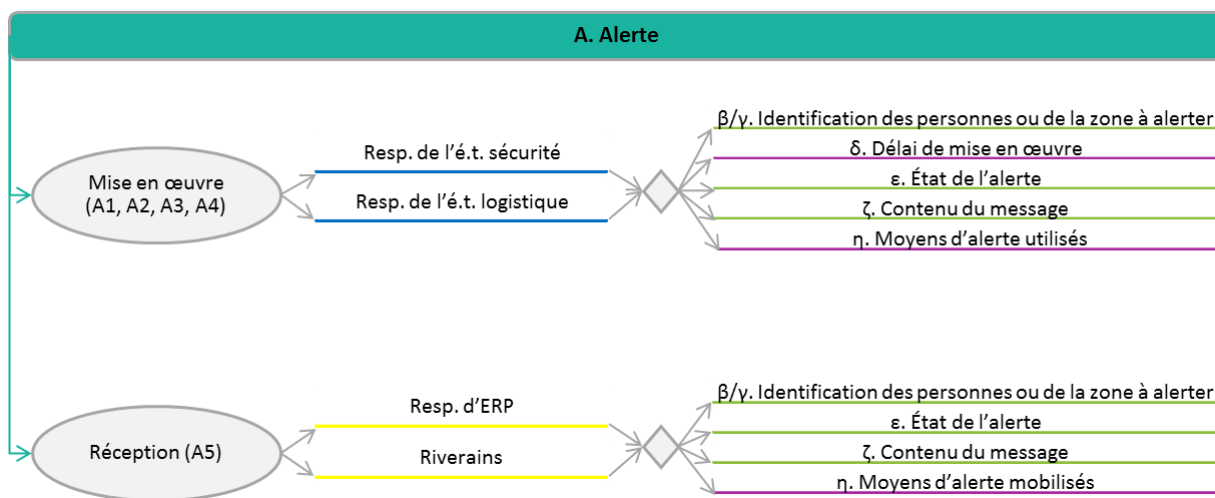 A. Alerte
Mise en œuvre
(A1, A2, A3, A4)
Resp. de l’é.t. sécurité
Resp. de l’é.t. logistique
β/γ. Identification des personnes ou de la zone à alerter
δ. Délai de mise en œuvre
ε. État de l’alerte
ζ. Contenu du message
η. Moyens d’alerte utilisés
Réception (A5)
Resp. d’ERP
Riverains
β/γ. Identification des personnes ou de la zone à alerter
ε. État de l’alerte
ζ. Contenu du message
η. Moyens d’alerte mobilisés